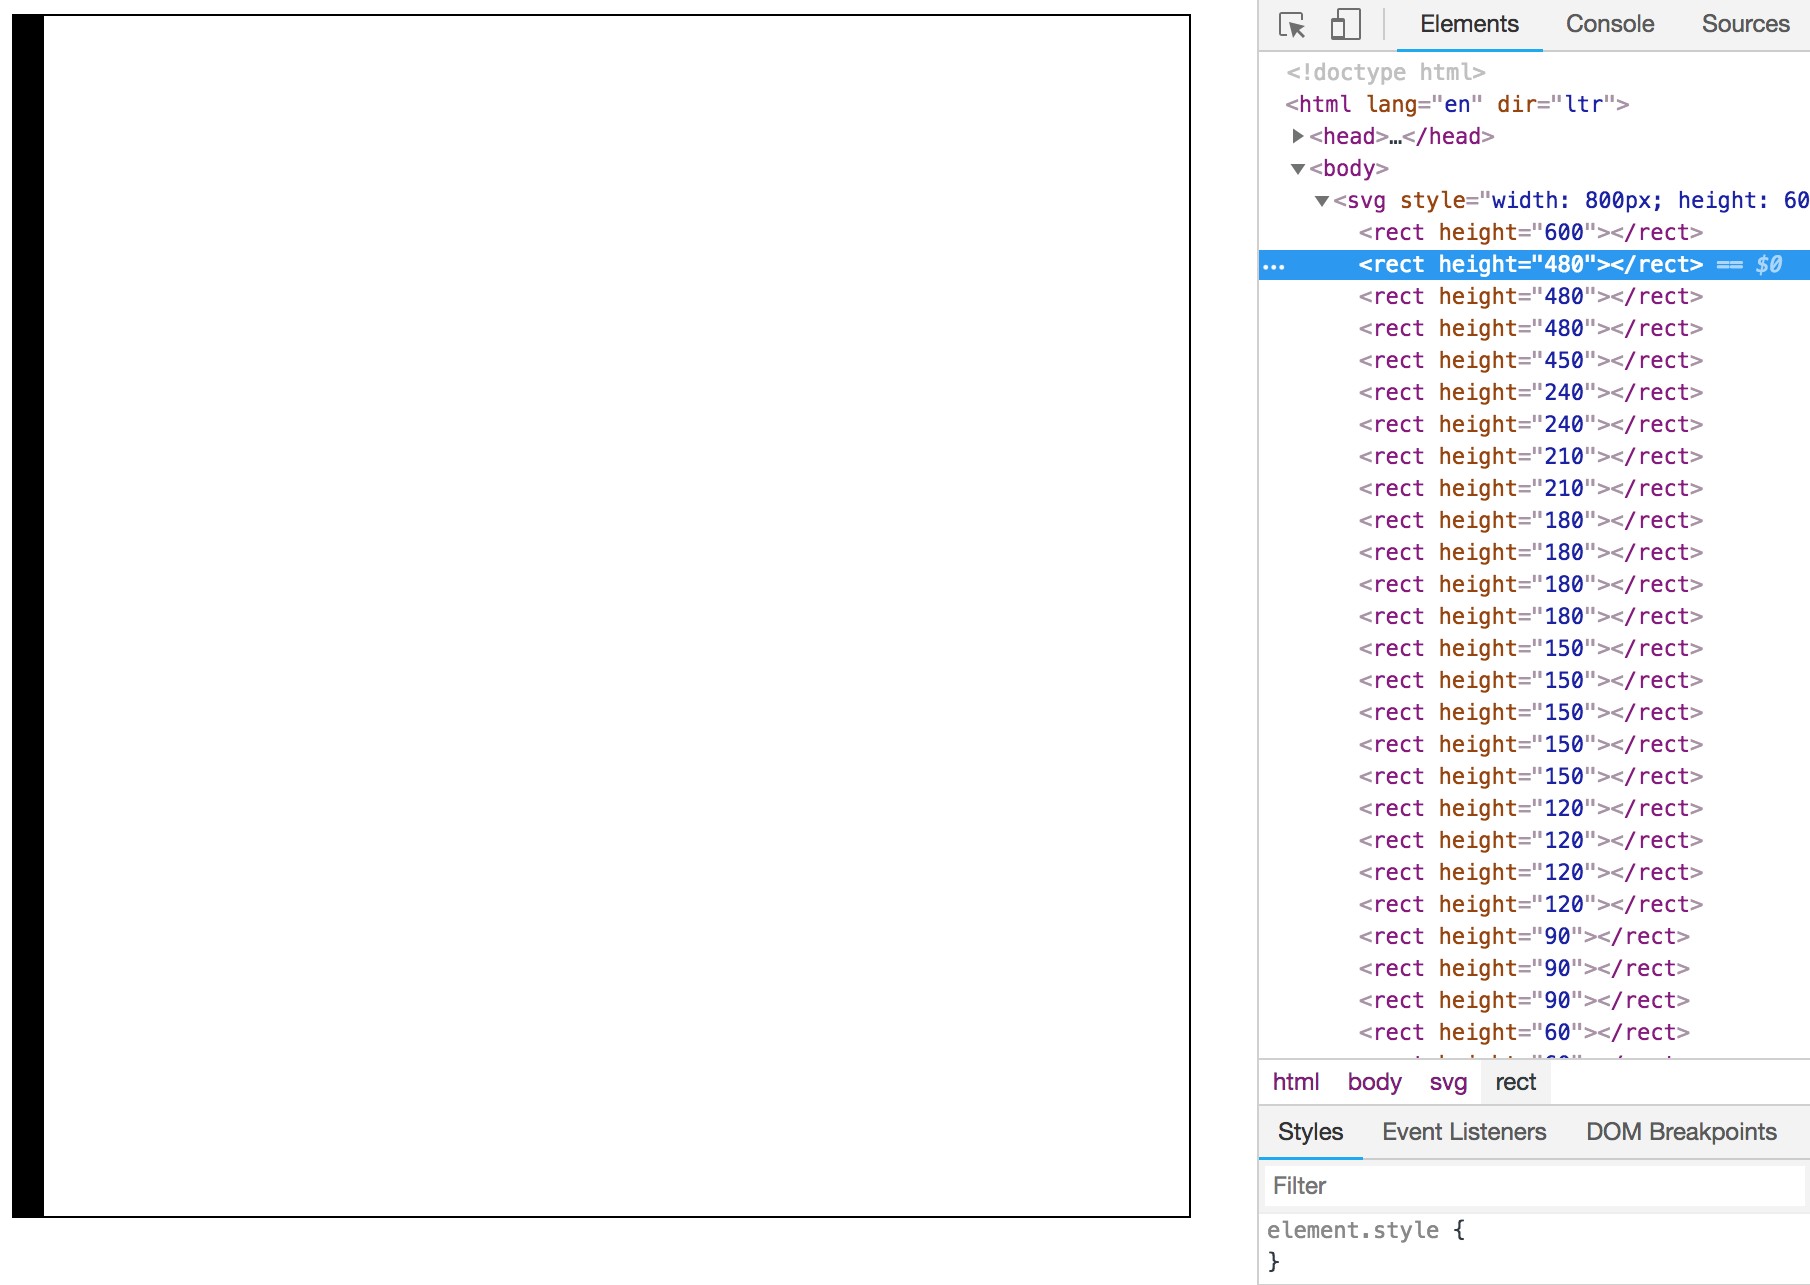 Elements Console Sources
<!doctype html>
<html lang="en" dir="ltr">
<head>…</head>
<body>
<svg style="width: 800px; height: 60
<rect height="600"></rect>
... <rect height="480"></rect> == $0
<rect height="480"></rect>
<rect height="480"></rect>
<rect height="450"></rect>
<rect height="240"></rect>
<rect height="240"></rect>
<rect height="210"></rect>
<rect height="210"></rect>
<rect height="180"></rect>
<rect height="180"></rect>
<rect height="180"></rect>
<rect height="180"></rect>
<rect height="150"></rect>
<rect height="150"></rect>
<rect height="150"></rect>
<rect height="150"></rect>
<rect height="150"></rect>
<rect height="120"></rect>
<rect height="120"></rect>
<rect height="120"></rect>
<rect height="120"></rect>
<rect height="90"></rect>
<rect height="90"></rect>
<rect height="90"></rect>
<rect height="60"></rect>
html body svg rect
Styles Event Listeners DOM Breakpoints
Filter
element.style {
}